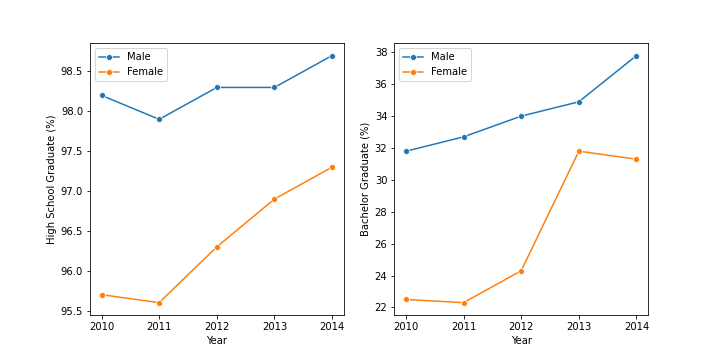 Male
Female
High School Graduate (%)
98.5
98.0
97.5
97.0
96.5
96.0
95.5
2010 2011 2012 2013 2014
Year
Male
Female
Bachelor Graduate (%)
38
36
34
32
30
28
26
24
22
2010 2011 2012 2013 2014
Year